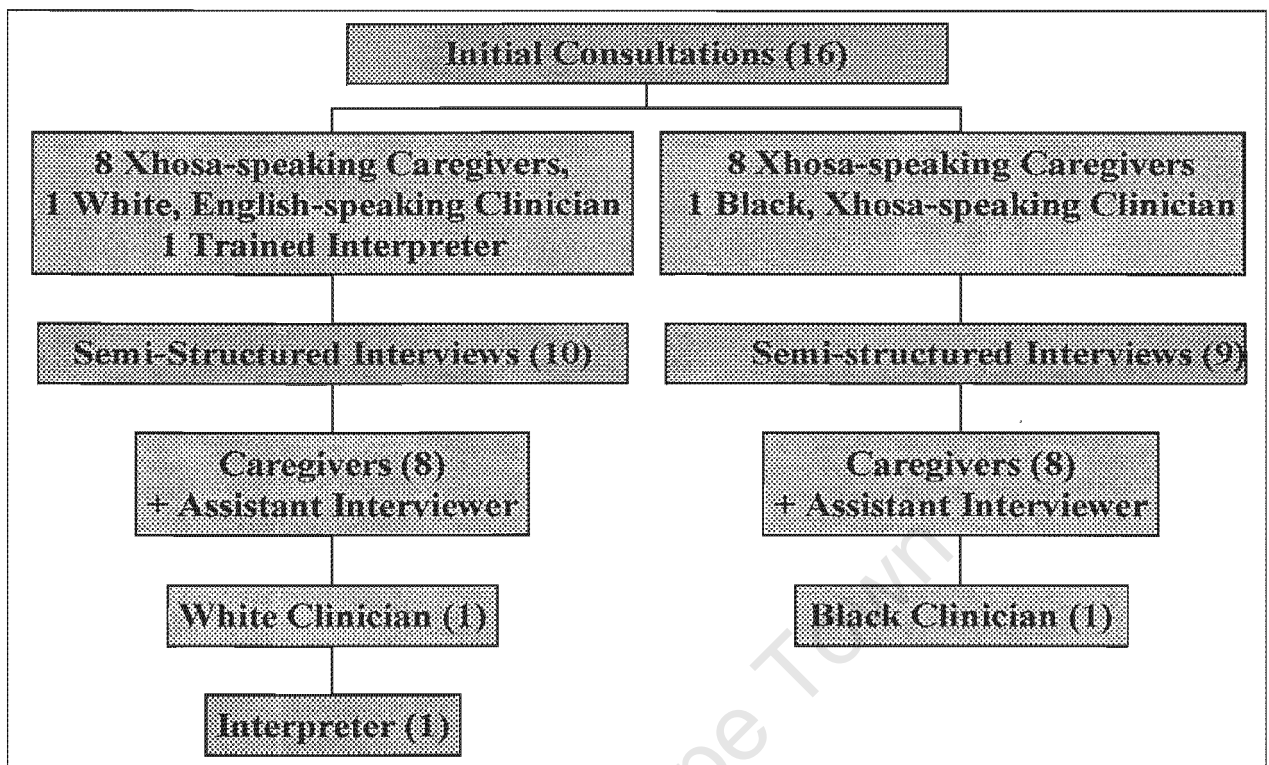 Initial Consultations (16)
8 Xhosa-speaking Caregivers,
1 White, English-speaking Clinician
1 Trained Interpreter
8 Xhosa-speaking Caregivers
1 Black, Xhosa-speaking Clinician
Semi-Structured Interviews (10)
Semi-structured Interviews (9)
Caregivers (8)
+ Assistant Interviewer
Caregivers (8)
+ Assistant Interviewer
White Clinician (1)
Black Clinician (1)
Interpreter (1)
Town